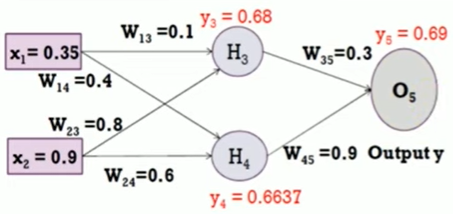 y₃ = 0.68
W₁₃ =0.1
y₅ = 0.69
x₁= 0.35
H₃
W₃₅=0.3
W₁₄ =0.4
O₅
W₂₃ =0.8
x₂ = 0.9
H₄
W₄₅ =0.9
Output y
W₂₄=0.6
y₄ = 0.6637